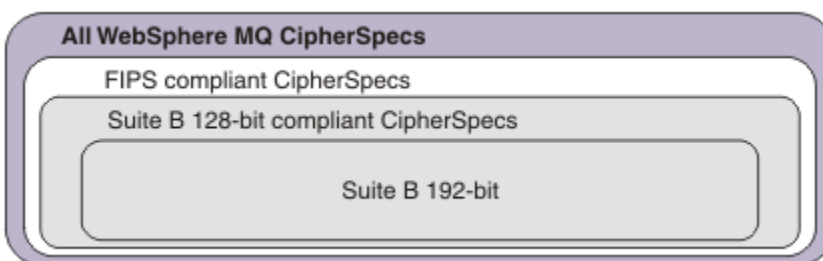 All WebSphere MQ CipherSpecs
FIPS compliant CipherSpecs
Suite B 128-bit compliant CipherSpecs
Suite B 192-bit